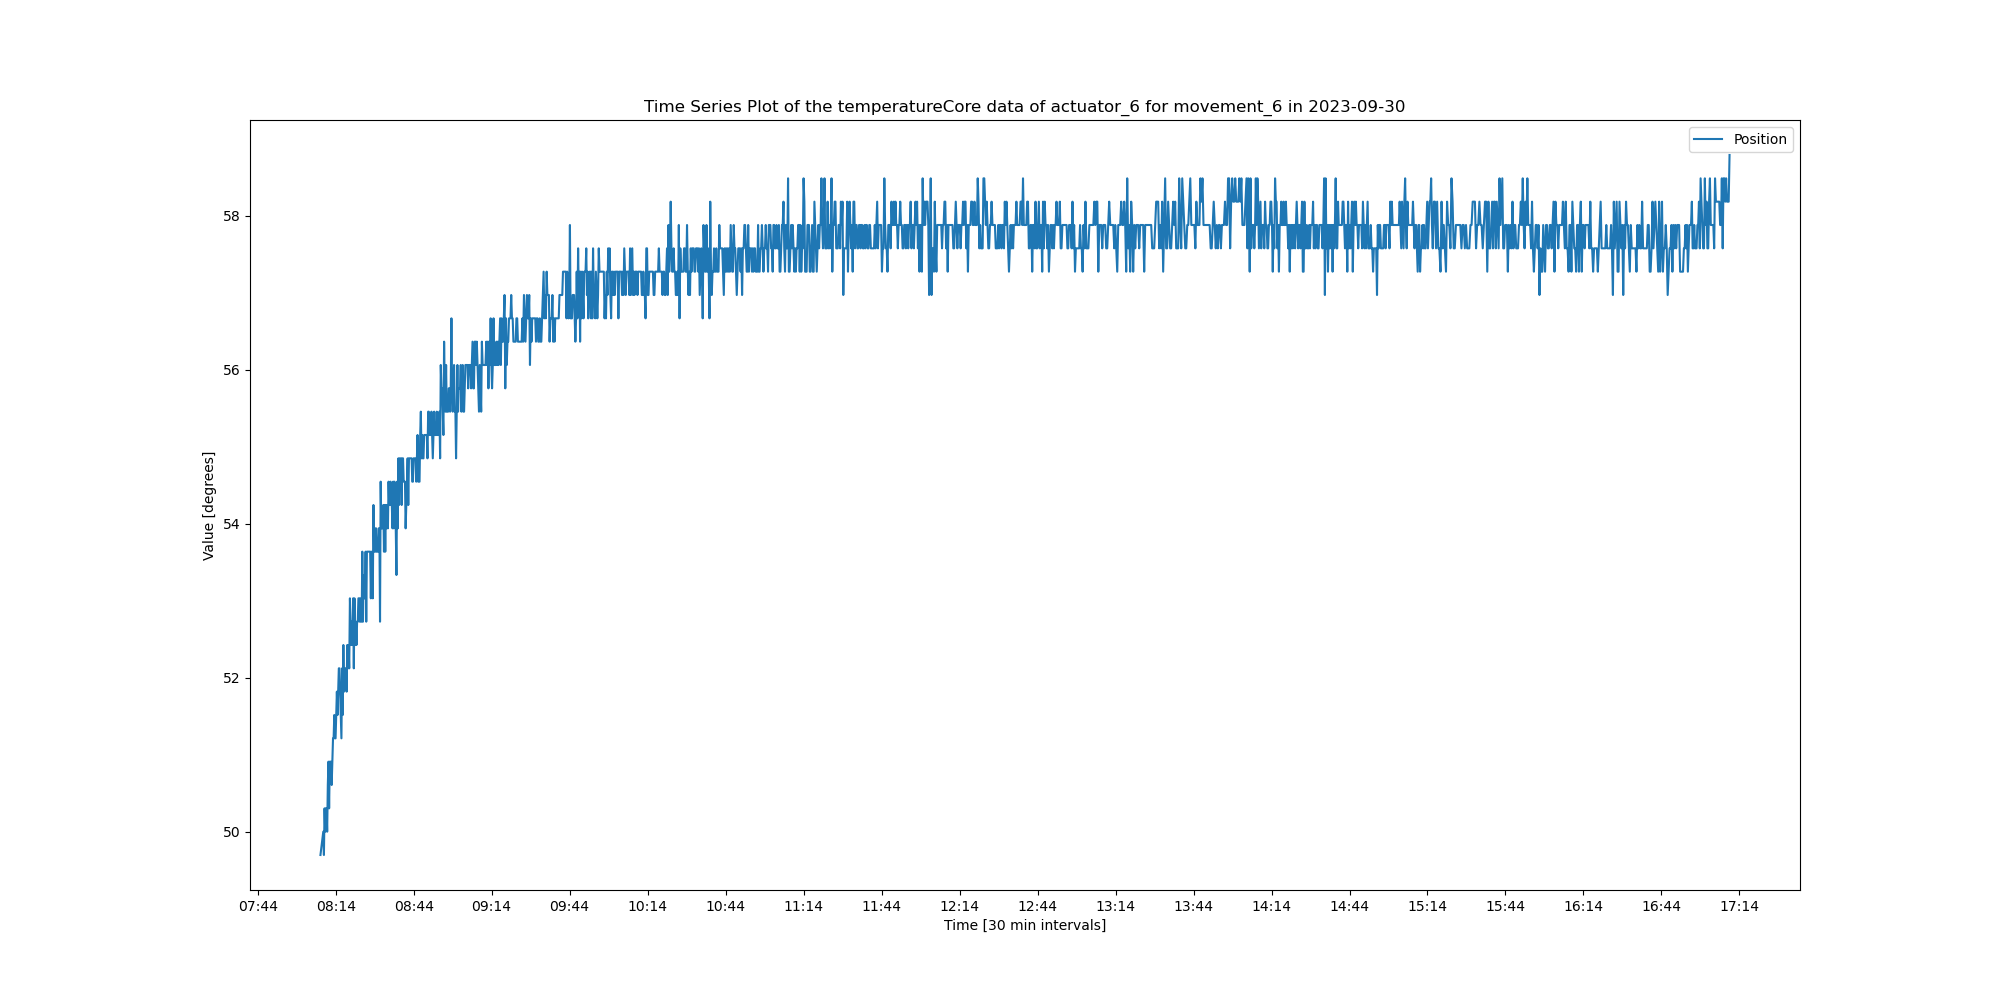 Time Series Plot of the temperatureCore data of actuator_6 for movement_6 in 2023-09-30
Position
58
56
54
52
50
Value [degrees]
07:44 08:14 08:44 09:14 09:44 10:14 10:44 11:14 11:44 12:14 12:44 13:14 13:44 14:14 14:44 15:14 15:44 16:14 16:44 17:14
Time [30 min intervals]